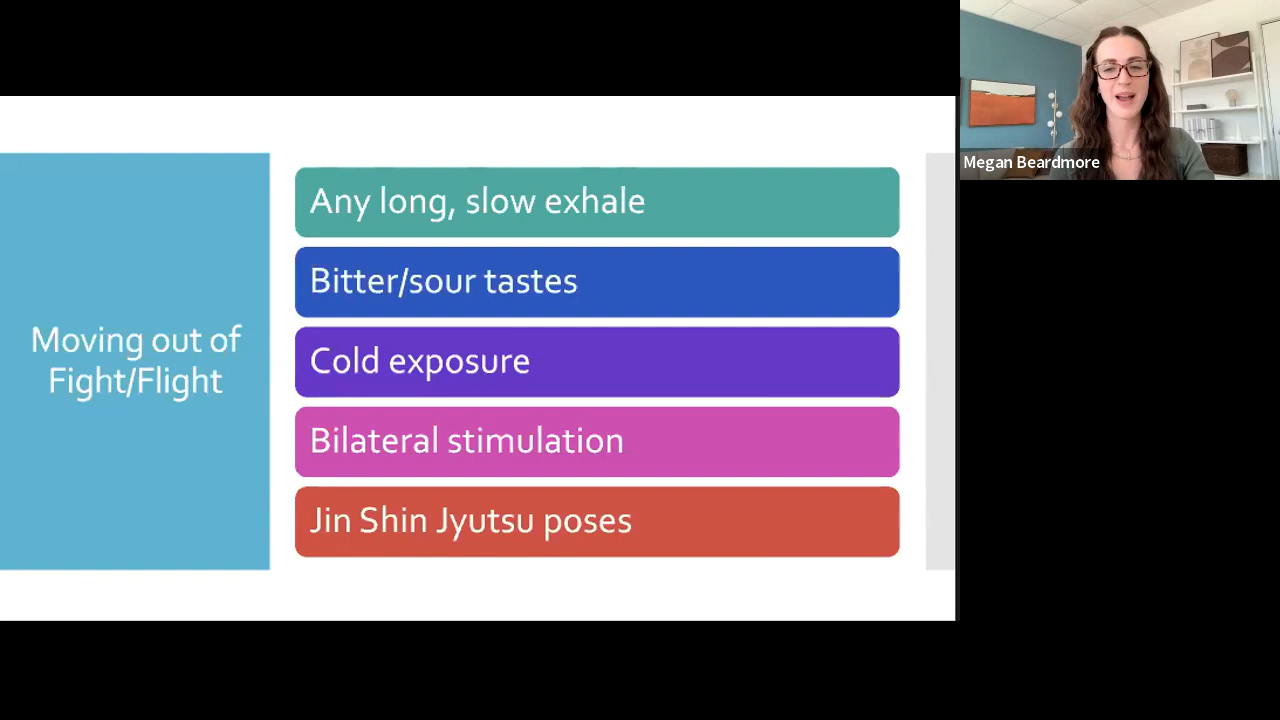 Moving out of
Fight/Flight
Any long, slow exhale
Bitter/sour tastes
Cold exposure
Bilateral stimulation
Jin Shin Jyutsu poses
Megan Beardmore